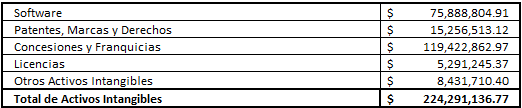 Software $ 75,888,804.91
Patentes, Marcas y Derechos $ 15,256,513.12
Concesiones y Franquicias $ 119,422,862.97
Licencias $ 5,291,245.37
Otros Activos Intangibles $ 8,431,710.40
Total de Activos Intangibles $ 224,291,136.77